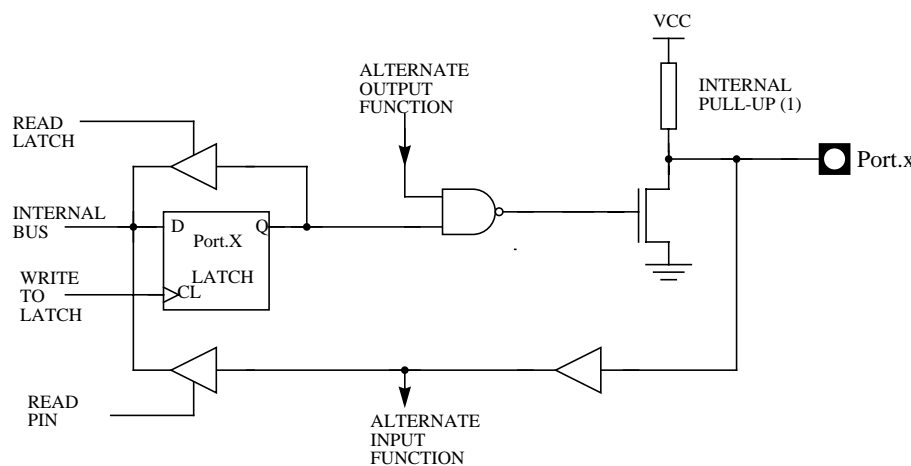 VCC
ALTERNATE
OUTPUT
FUNCTION
INTERNAL
PULL-UP (1)
READ
LATCH
Port.x
INTERNAL
BUS
D
Q
Port.X
LATCH
CL
WRITE
TO
LATCH
READ
PIN
ALTERNATE
INPUT
FUNCTION